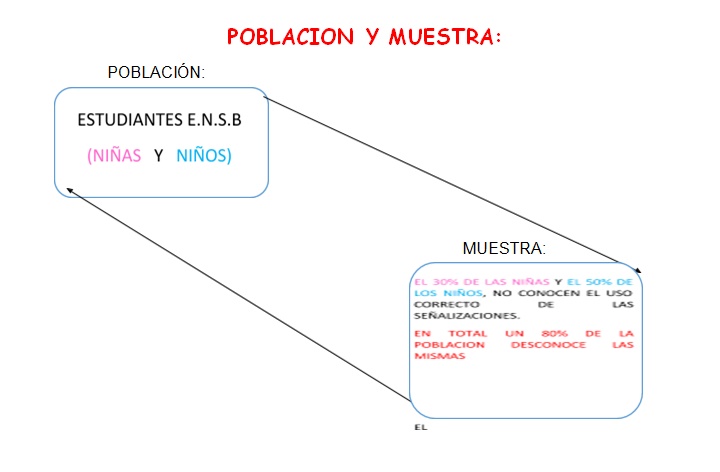 POBLACION Y MUESTRA:
POBLACIÓN:
ESTUDIANTES E.N.S.B
(NIÑAS Y NIÑOS)
MUESTRA:
EL 30% DE LAS NIÑAS Y EL 50% DE
LOS NIÑOS, NO CONOCEN EL USO
CORRECTO DE LAS
SEÑALIZACIONES.
EN TOTAL UN 80% DE LA
POBLACION DESCONOCE LAS
MISMAS
EL